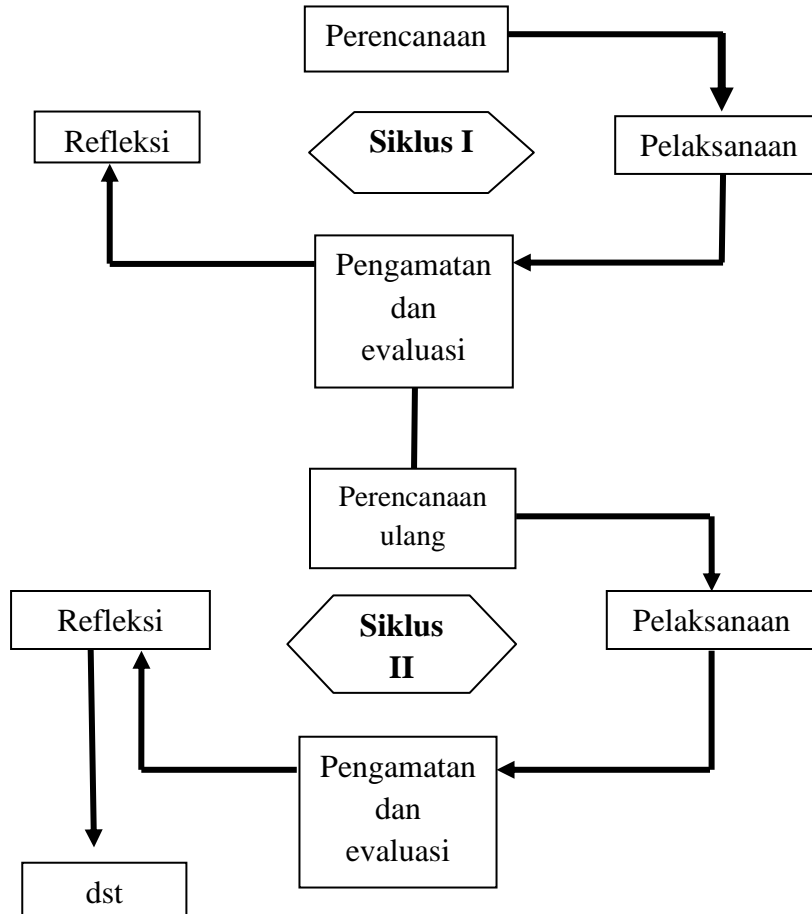 Perencanaan
Refleksi
Siklus I
Pelaksanaan
Pengamatan
dan
evaluasi
Perencanaan
ulang
Refleksi
Siklus
II
Pelaksanaan
Pengamatan
dan
evaluasi
dst